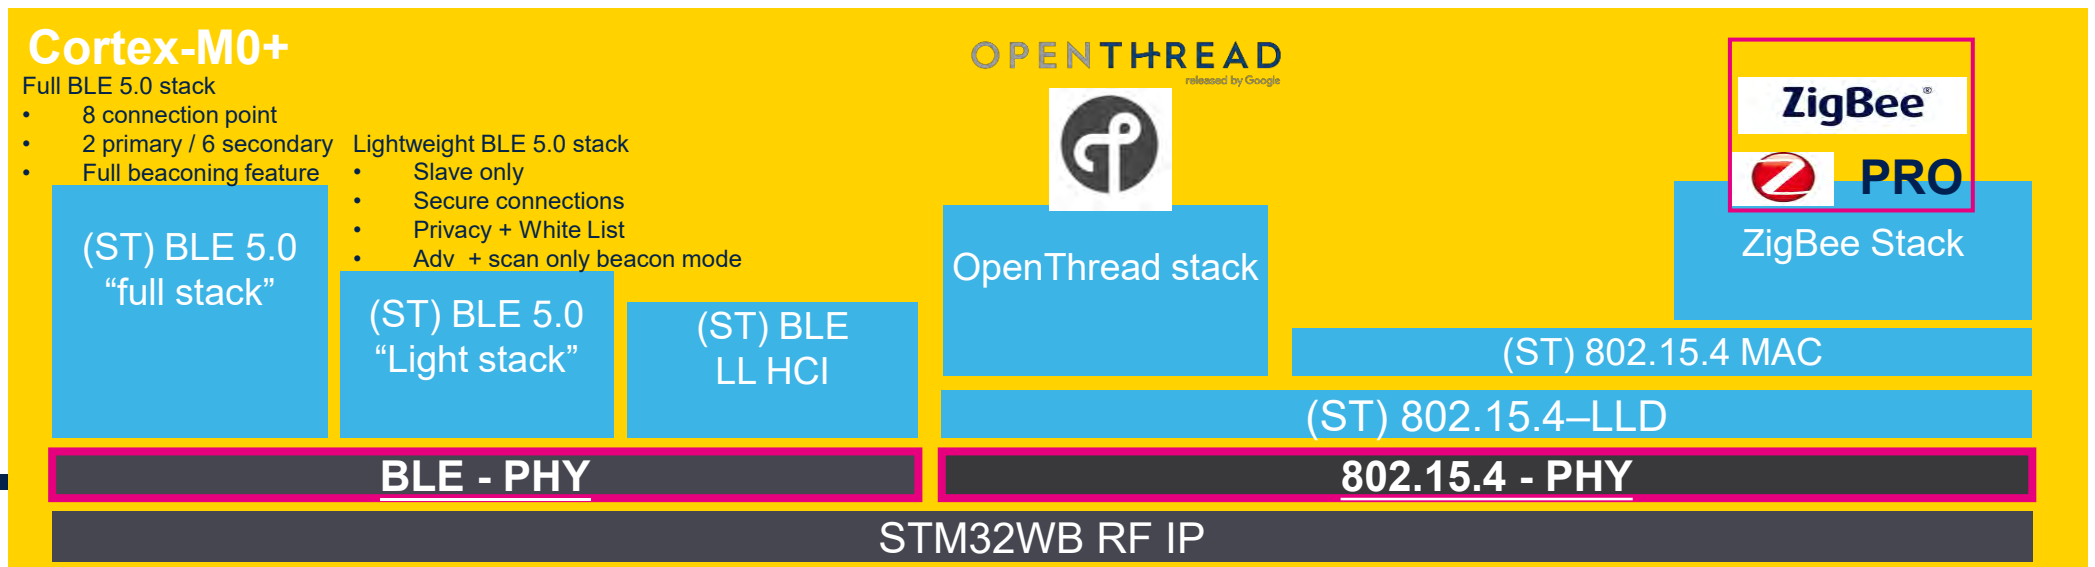 Cortex-M0+
Full BLE 5.0 stack
• 8 connection point
• 2 primary / 6 secondary
• Full beaconing feature
Lightweight BLE 5.0 stack
• Slave only
• Secure connections
• Privacy + White List
• Adv + scan only beacon mode
OPENTHREAD
released by Google
ZigBee®
PRO
(ST) BLE 5.0
“full stack”
(ST) BLE 5.0
“Light stack”
(ST) BLE
LL HCI
OpenThread stack
ZigBee Stack
(ST) 802.15.4 MAC
(ST) 802.15.4–LLD
BLE - PHY
802.15.4 - PHY
STM32WB RF IP